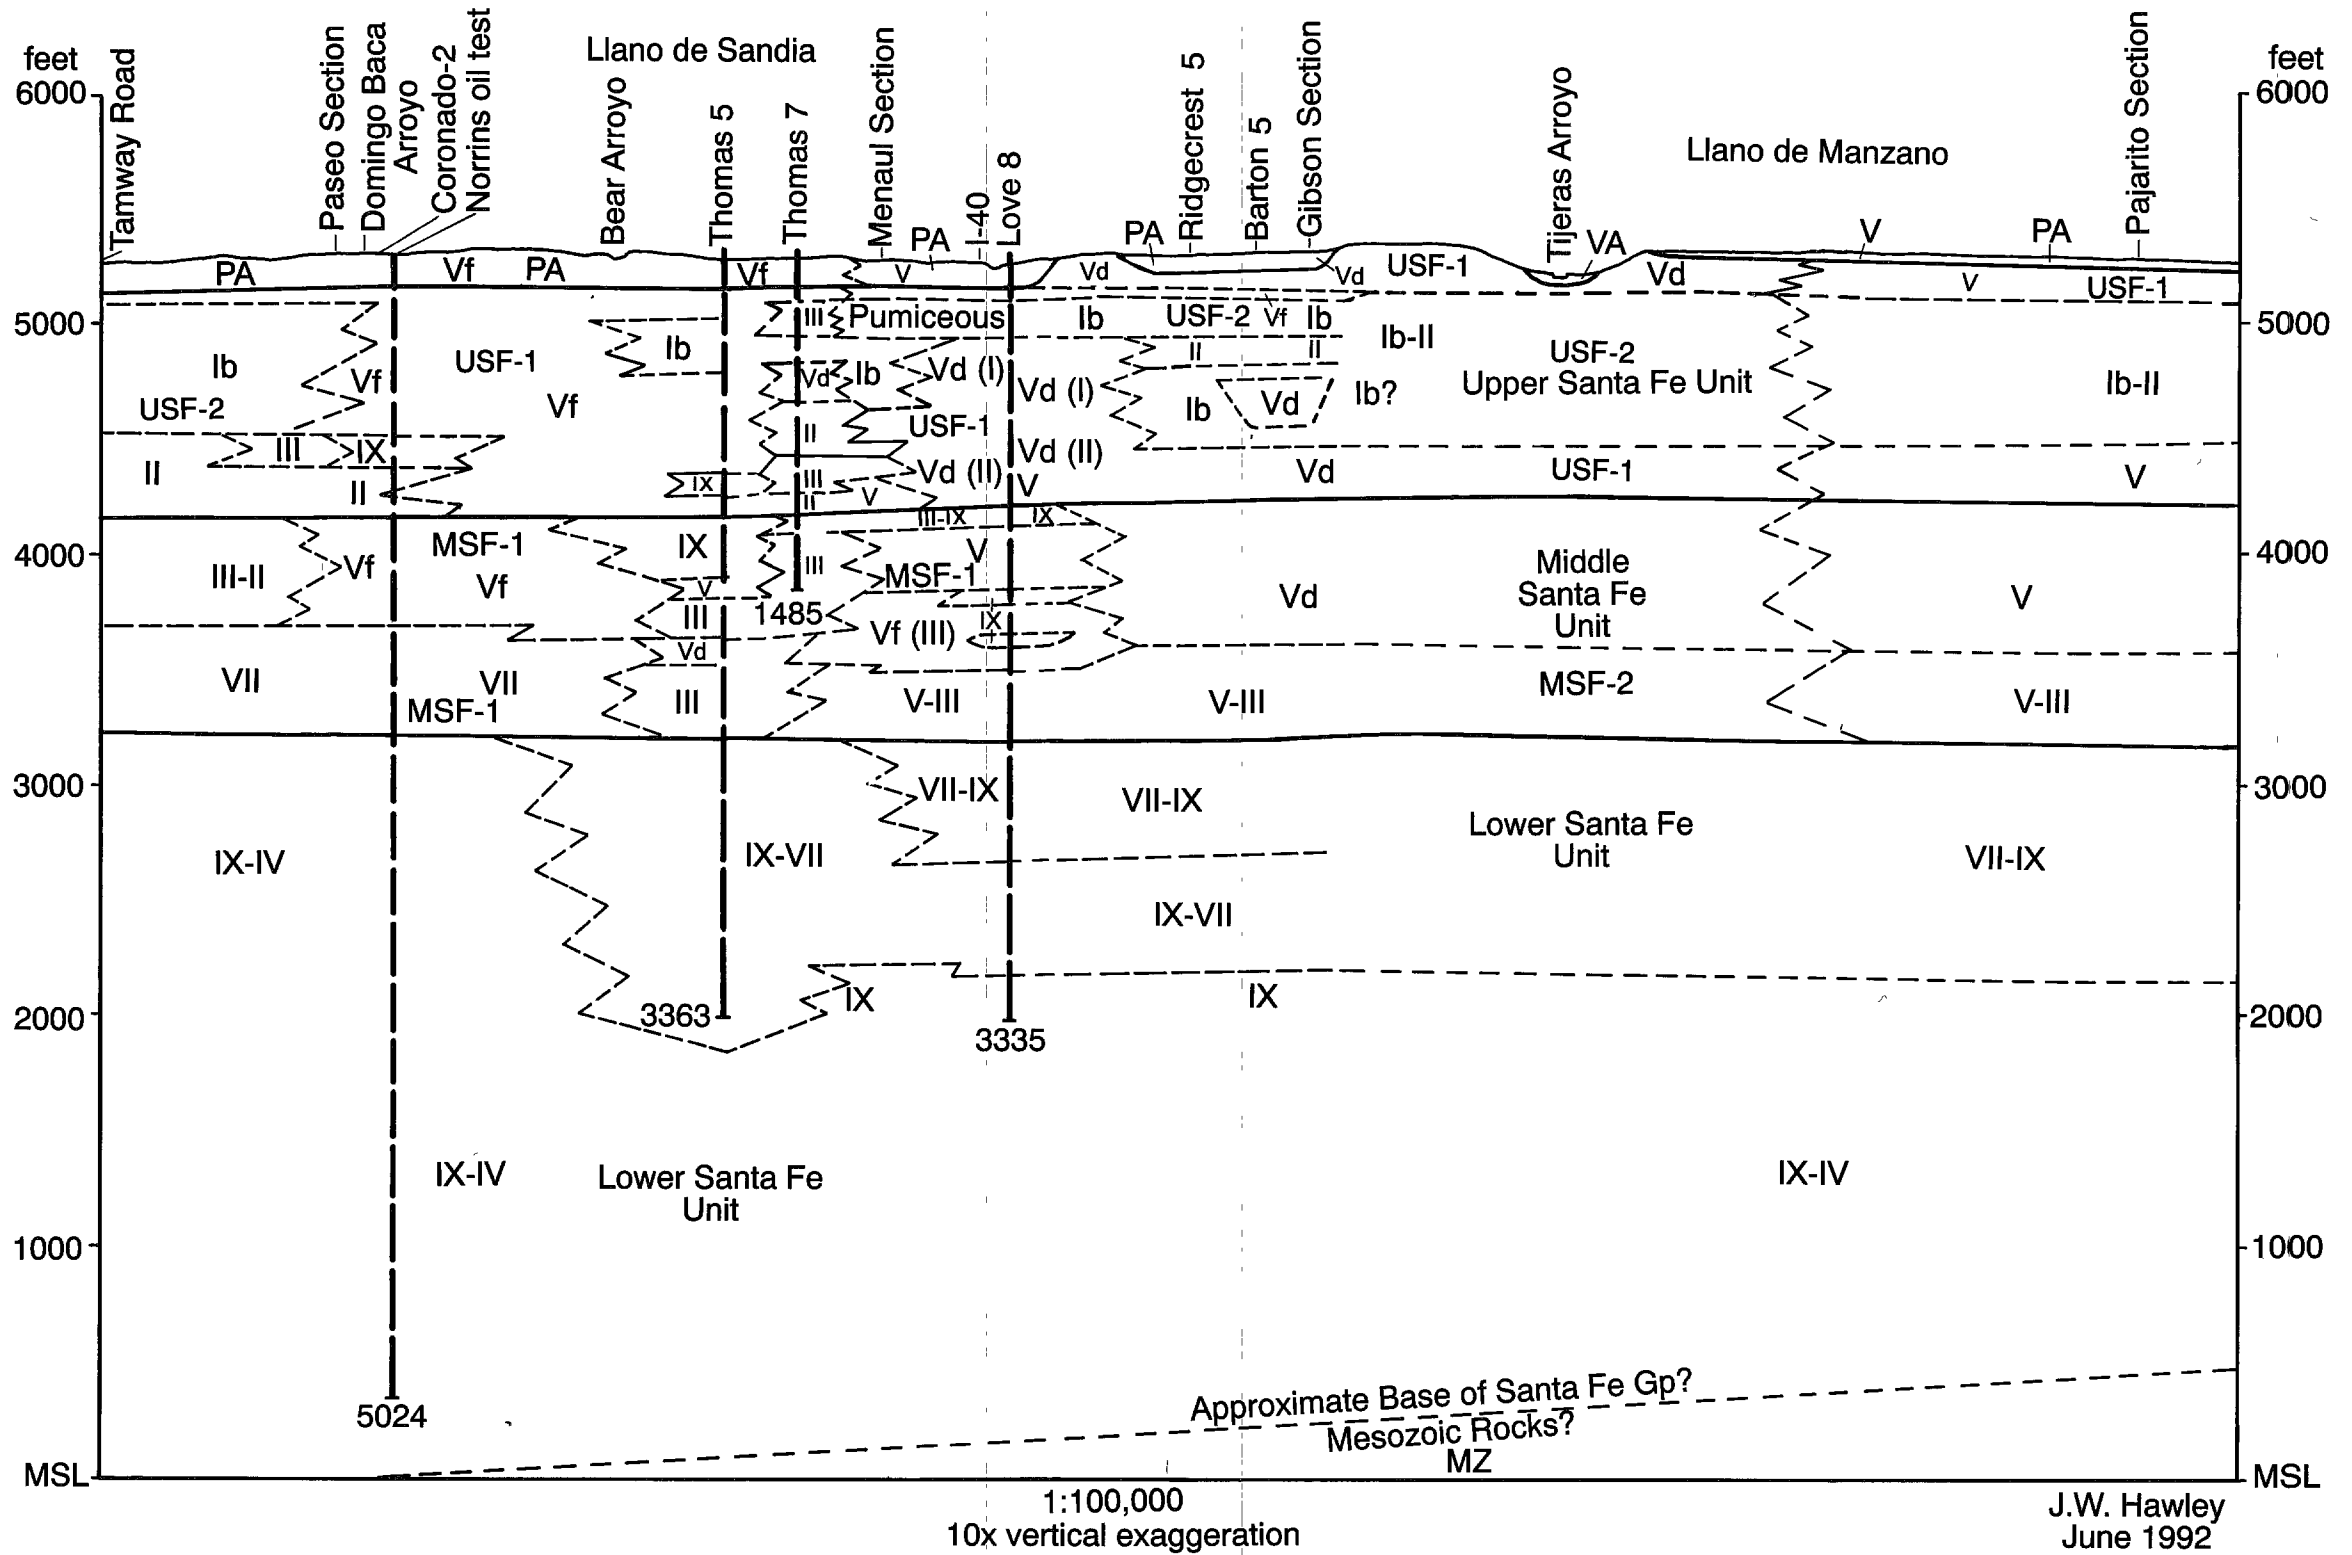 feet
6000
5000
4000
3000
2000
1000
MSL
Tamway Road
Paseo Section
Domingo Baca
Arroyo
Coronado-2
Norrins oil test
Llano de Sandia
Bear Arroyo
Thomas 5
Thomas 7
Menaul Section
PA
I-40
Love 8
PA
Ridgecrest 5
Barton 5
Gibson Section
Tijeras Arroyo
VA
Llano de Manzano
V
PA
Pajarito Section
feet
6000
5000
4000
3000
2000
1000
MSL
PA
Vf
PA
Vf
V
Vd
Vd
USF-1
Vd
V
USF-1
III
Pumiceous
Ib
USF-2
Vf
Ib
Ib
Vf
USF-1
Ib
Vd
Ib
Vd (I)
Vd (I)
II
II
Ib-II
USF-2
Upper Santa Fe Unit
Ib-II
USF-2
Vf
II
USF-1
Ib
Vd
Ib?
II
III
IX
II
IX
III
II
V
Vd (II)
Vd (II)
V
Vd
USF-1
V
III-IX
IX
III-II
Vf
MSF-1
Vf
IX
V
III
III
1485
V
MSF-1
IX
Vf (III)
Vd
Middle
Santa Fe
Unit
V
VII
VII
MSF-1
Vd
III
V-III
V-III
MSF-2
V-III
IX-IV
IX-VII
VII-IX
VII-IX
Lower Santa Fe
Unit
VII-IX
IX-VII
3363
IX
3335
IX
IX-IV
Lower Santa Fe
Unit
IX-IV
5024
Approximate Base of Santa Fe Gp?
Mesozoic Rocks?
MZ
1:100,000
10x vertical exaggeration
J.W. Hawley
June 1992